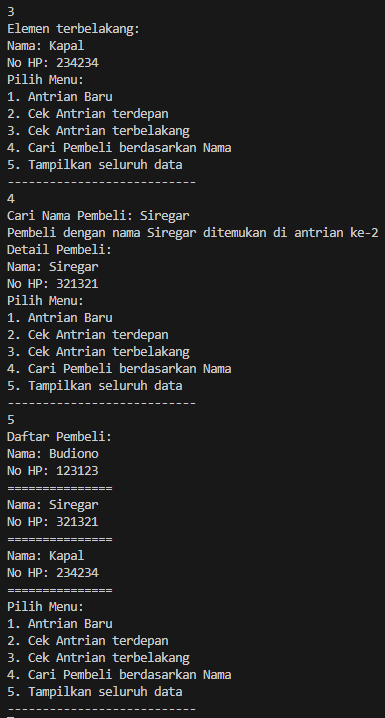 3
Elemen terbelakang:
Nama: Kapal
No HP: 234234
Pilih Menu:
1. Antrian Baru
2. Cek Antrian terdepan
3. Cek Antrian terbelakang
4. Cari Pembeli berdasarkan Nama
5. Tampilkan seluruh data
---------------------------
4
Cari Nama Pembeli: Siregar
Pembeli dengan nama Siregar ditemukan di antrian ke-2
Detail Pembeli:
Nama: Siregar
No HP: 321321
Pilih Menu:
1. Antrian Baru
2. Cek Antrian terdepan
3. Cek Antrian terbelakang
4. Cari Pembeli berdasarkan Nama
5. Tampilkan seluruh data
---------------------------
5
Daftar Pembeli:
Nama: Budiono
No HP: 123123
===============
Nama: Siregar
No HP: 321321
===============
Nama: Kapal
No HP: 234234
===============
Pilih Menu:
1. Antrian Baru
2. Cek Antrian terdepan
3. Cek Antrian terbelakang
4. Cari Pembeli berdasarkan Nama
5. Tampilkan seluruh data
---------------------------